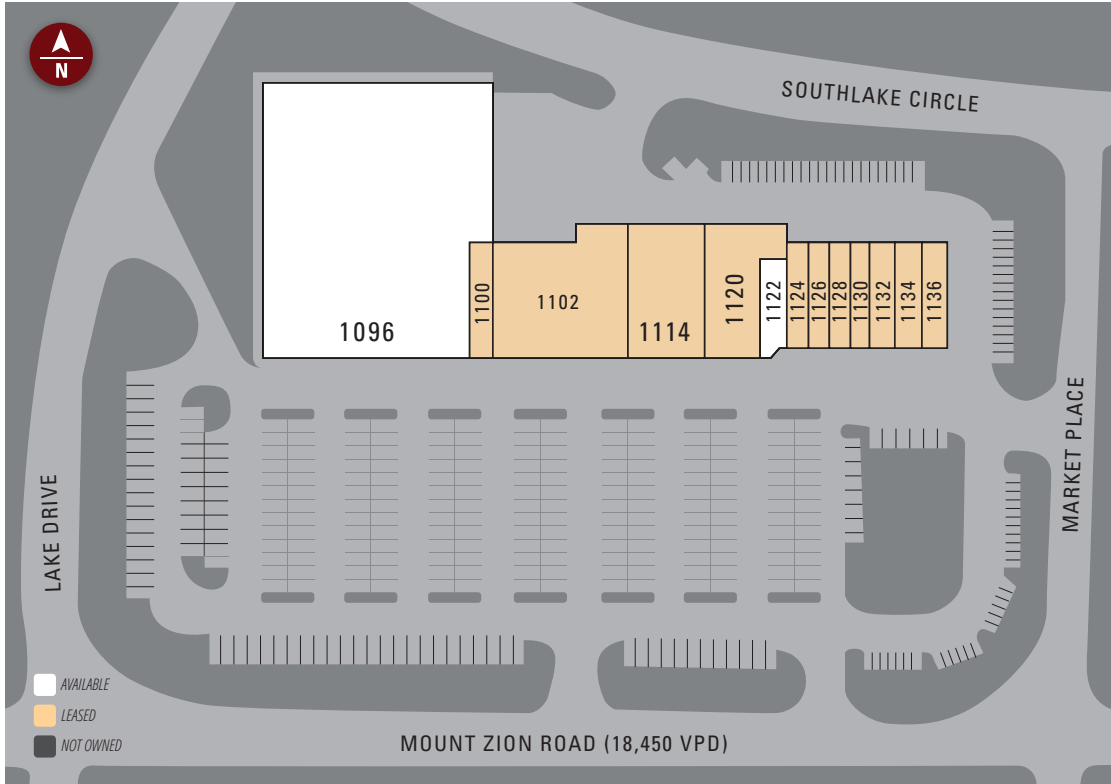 N
SOUTHLAKE CIRCLE
1096
1100
1102
1114
1120
1122
1124
1126
1128
1130
1132
1134
1136
LAKE DRIVE
MARKET PLACE
AVAILABLE
LEASED
NOT OWNED
MOUNT ZION ROAD (18,450 VPD)